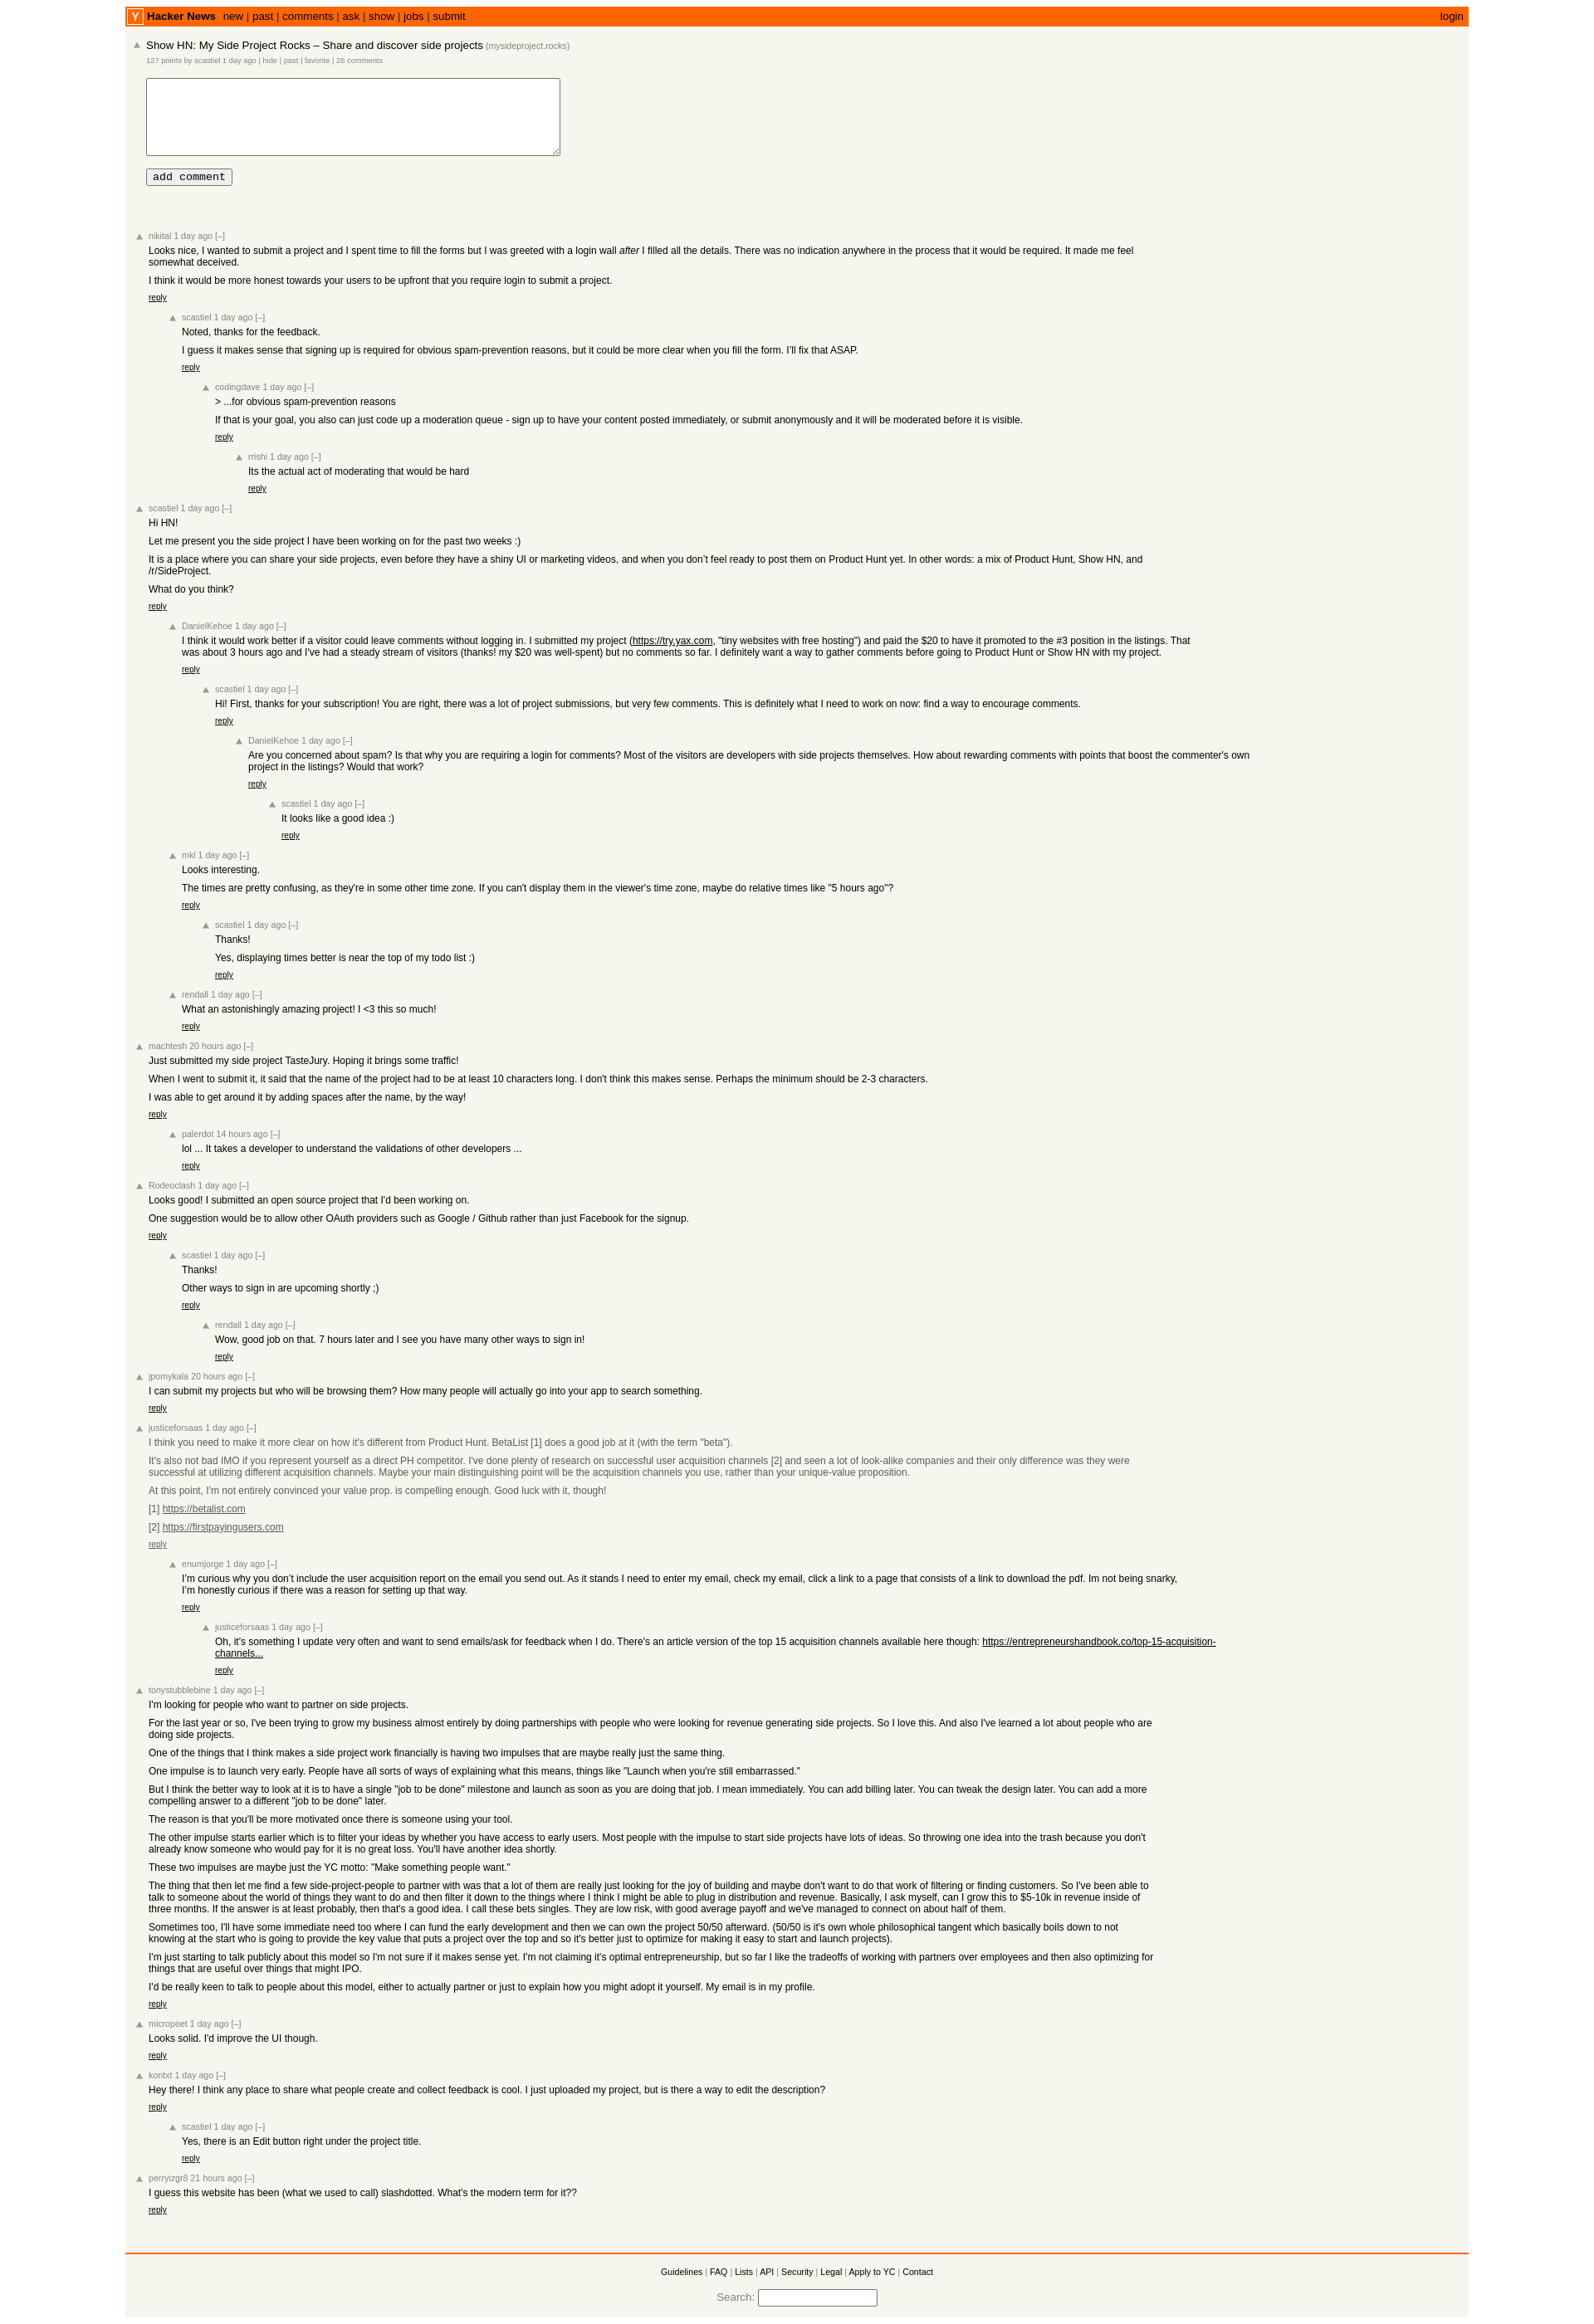 Y Hacker News new | past | comments | ask | show | jobs | submit login
Show HN: My Side Project Rocks – Share and discover side projects (mysideproject.rocks)
127 points by scastiel 1 day ago | hide | past | favorite | 26 comments
add comment
nikital 1 day ago [–]
Looks nice, I wanted to submit a project and I spent time to fill the forms but I was greeted with a login wall after I filled all the details. There was no indication anywhere in the process that it would be required. It made me feel
somewhat deceived.
I think it would be more honest towards your users to be upfront that you require login to submit a project.
reply
scastiel 1 day ago [–]
Noted, thanks for the feedback.
I guess it makes sense that signing up is required for obvious spam-prevention reasons, but it could be more clear when you fill the form. I’ll fix that ASAP.
reply
codingdave 1 day ago [–]
> ...for obvious spam-prevention reasons
If that is your goal, you also can just code up a moderation queue - sign up to have your content posted immediately, or submit anonymously and it will be moderated before it is visible.
reply
rrishi 1 day ago [–]
Its the actual act of moderating that would be hard
reply
scastiel 1 day ago [–]
Hi HN!
Let me present you the side project I have been working on for the past two weeks :)
It is a place where you can share your side projects, even before they have a shiny UI or marketing videos, and when you don’t feel ready to post them on Product Hunt yet. In other words: a mix of Product Hunt, Show HN, and
/r/SideProject.
What do you think?
reply
DanielKehoe 1 day ago [–]
I think it would work better if a visitor could leave comments without logging in. I submitted my project (https://try.yax.com, "tiny websites with free hosting") and paid the $20 to have it promoted to the #3 position in the listings. That
was about 3 hours ago and I've had a steady stream of visitors (thanks! my $20 was well-spent) but no comments so far. I definitely want a way to gather comments before going to Product Hunt or Show HN with my project.
reply
scastiel 1 day ago [–]
Hi! First, thanks for your subscription! You are right, there was a lot of project submissions, but very few comments. This is definitely what I need to work on now: find a way to encourage comments.
reply
DanielKehoe 1 day ago [–]
Are you concerned about spam? Is that why you are requiring a login for comments? Most of the visitors are developers with side projects themselves. How about rewarding comments with points that boost the commenter's own
project in the listings? Would that work?
reply
scastiel 1 day ago [–]
It looks like a good idea :)
reply
mkl 1 day ago [–]
Looks interesting.
The times are pretty confusing, as they're in some other time zone. If you can't display them in the viewer's time zone, maybe do relative times like "5 hours ago"?
reply
scastiel 1 day ago [–]
Thanks!
Yes, displaying times better is near the top of my todo list :)
reply
rendall 1 day ago [–]
What an astonishingly amazing project! I <3 this so much!
reply
machtesh 20 hours ago [–]
Just submitted my side project TasteJury. Hoping it brings some traffic!
When I went to submit it, it said that the name of the project had to be at least 10 characters long. I don't think this makes sense. Perhaps the minimum should be 2-3 characters.
I was able to get around it by adding spaces after the name, by the way!
reply
palerdot 14 hours ago [–]
lol ... It takes a developer to understand the validations of other developers ...
reply
Rodeoclash 1 day ago [–]
Looks good! I submitted an open source project that I'd been working on.
One suggestion would be to allow other OAuth providers such as Google / Github rather than just Facebook for the signup.
reply
scastiel 1 day ago [–]
Thanks!
Other ways to sign in are upcoming shortly ;)
reply
rendall 1 day ago [–]
Wow, good job on that. 7 hours later and I see you have many other ways to sign in!
reply
jpomykala 20 hours ago [–]
I can submit my projects but who will be browsing them? How many people will actually go into your app to search something.
reply
justiceforsaas 1 day ago [–]
I think you need to make it more clear on how it's different from Product Hunt. BetaList [1] does a good job at it (with the term "beta").
It's also not bad IMO if you represent yourself as a direct PH competitor. I've done plenty of research on successful user acquisition channels [2] and seen a lot of look-alike companies and their only difference was they were
successful at utilizing different acquisition channels. Maybe your main distinguishing point will be the acquisition channels you use, rather than your unique-value proposition.
At this point, I'm not entirely convinced your value prop. is compelling enough. Good luck with it, though!
[1] https://betalist.com
[2] https://firstpayingusers.com
reply
enumjorge 1 day ago [–]
I’m curious why you don’t include the user acquisition report on the email you send out. As it stands I need to enter my email, check my email, click a link to a page that consists of a link to download the pdf. Im not being snarky,
I’m honestly curious if there was a reason for setting up that way.
reply
justiceforsaas 1 day ago [–]
Oh, it's something I update very often and want to send emails/ask for feedback when I do. There's an article version of the top 15 acquisition channels available here though: https://entrepreneurshandbook.co/top-15-acquisition-
channels...
reply
tonystubblebine 1 day ago [–]
I'm looking for people who want to partner on side projects.
For the last year or so, I've been trying to grow my business almost entirely by doing partnerships with people who were looking for revenue generating side projects. So I love this. And also I've learned a lot about people who are
doing side projects.
One of the things that I think makes a side project work financially is having two impulses that are maybe really just the same thing.
One impulse is to launch very early. People have all sorts of ways of explaining what this means, things like "Launch when you're still embarrassed."
But I think the better way to look at it is to have a single "job to be done" milestone and launch as soon as you are doing that job. I mean immediately. You can add billing later. You can tweak the design later. You can add a more
compelling answer to a different "job to be done" later.
The reason is that you'll be more motivated once there is someone using your tool.
The other impulse starts earlier which is to filter your ideas by whether you have access to early users. Most people with the impulse to start side projects have lots of ideas. So throwing one idea into the trash because you don't
already know someone who would pay for it is no great loss. You'll have another idea shortly.
These two impulses are maybe just the YC motto: "Make something people want."
The thing that then let me find a few side-project-people to partner with was that a lot of them are really just looking for the joy of building and maybe don't want to do that work of filtering or finding customers. So I've been able to
talk to someone about the world of things they want to do and then filter it down to the things where I think I might be able to plug in distribution and revenue. Basically, I ask myself, can I grow this to $5-10k in revenue inside of
three months. If the answer is at least probably, then that's a good idea. I call these bets singles. They are low risk, with good average payoff and we've managed to connect on about half of them.
Sometimes too, I'll have some immediate need too where I can fund the early development and then we can own the project 50/50 afterward. (50/50 is it's own whole philosophical tangent which basically boils down to not
knowing at the start who is going to provide the key value that puts a project over the top and so it's better just to optimize for making it easy to start and launch projects).
I'm just starting to talk publicly about this model so I'm not sure if it makes sense yet. I'm not claiming it's optimal entrepreneurship, but so far I like the tradeoffs of working with partners over employees and then also optimizing for
things that are useful over things that might IPO.
I'd be really keen to talk to people about this model, either to actually partner or just to explain how you might adopt it yourself. My email is in my profile.
reply
micropoet 1 day ago [–]
Looks solid. I'd improve the UI though.
reply
kontxt 1 day ago [–]
Hey there! I think any place to share what people create and collect feedback is cool. I just uploaded my project, but is there a way to edit the description?
reply
scastiel 1 day ago [–]
Yes, there is an Edit button right under the project title.
reply
perryizgr8 21 hours ago [–]
I guess this website has been (what we used to call) slashdotted. What's the modern term for it??
reply
Guidelines | FAQ | Lists | API | Security | Legal | Apply to YC | Contact
Search: